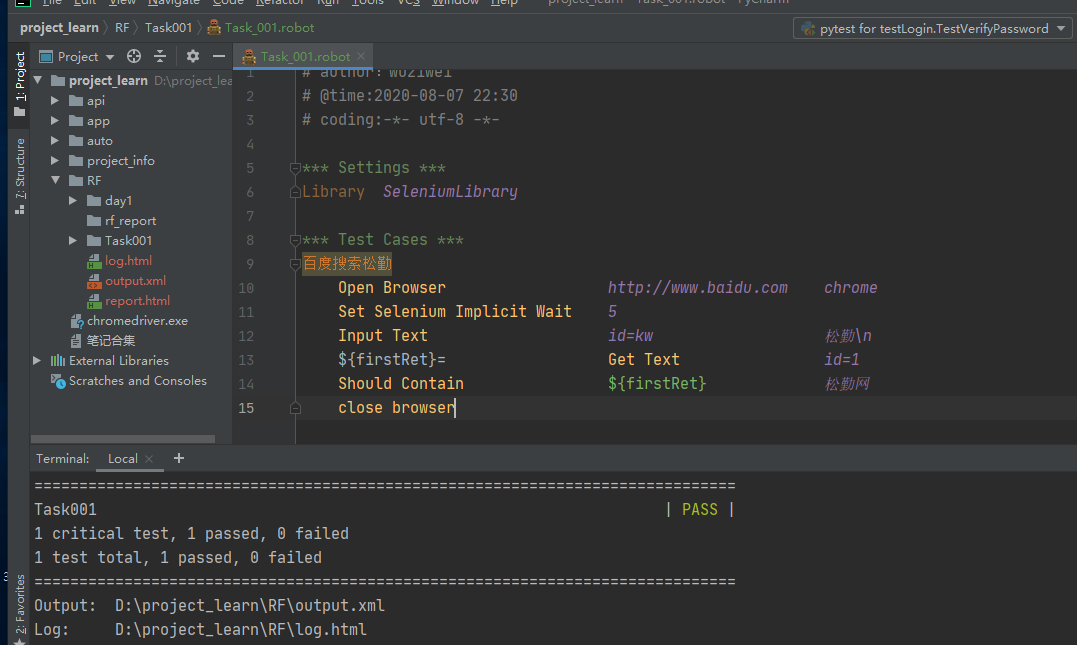 File Edit View Navigate Code Refactor Run Tools VCS Window Help project_learn - Task_001.robot - PyCharm
project_learn RF Task001 Task_001.robot pytest for testLogin.TestVerifyPassword
1: Project
7: Structure
2: Favorites
Project
project_learn D:\project_lea
api
app
auto
project_info
RF
day1
rf_report
Task001
log.html
output.xml
report.html
chromedriver.exe
笔记合集
External Libraries
Scratches and Consoles
Task_001.robot
1 # author: wuziwei
2 # @time:2020-08-07 22:30
3 # coding:-*- utf-8 -*-
4
5 *** Settings ***
6 Library SeleniumLibrary
7
8 *** Test Cases ***
9 百度搜索松勤
10 Open Browser http://www.baidu.com chrome
11 Set Selenium Implicit Wait 5
12 Input Text id=kw 松勤\n
13 ${firstRet}= Get Text id=1
14 Should Contain ${firstRet} 松勤网
15 close browser
Terminal: Local +
==============================================================================
Task001 | PASS |
1 critical test, 1 passed, 0 failed
1 test total, 1 passed, 0 failed
==============================================================================
Output: D:\project_learn\RF\output.xml
Log: D:\project_learn\RF\log.html